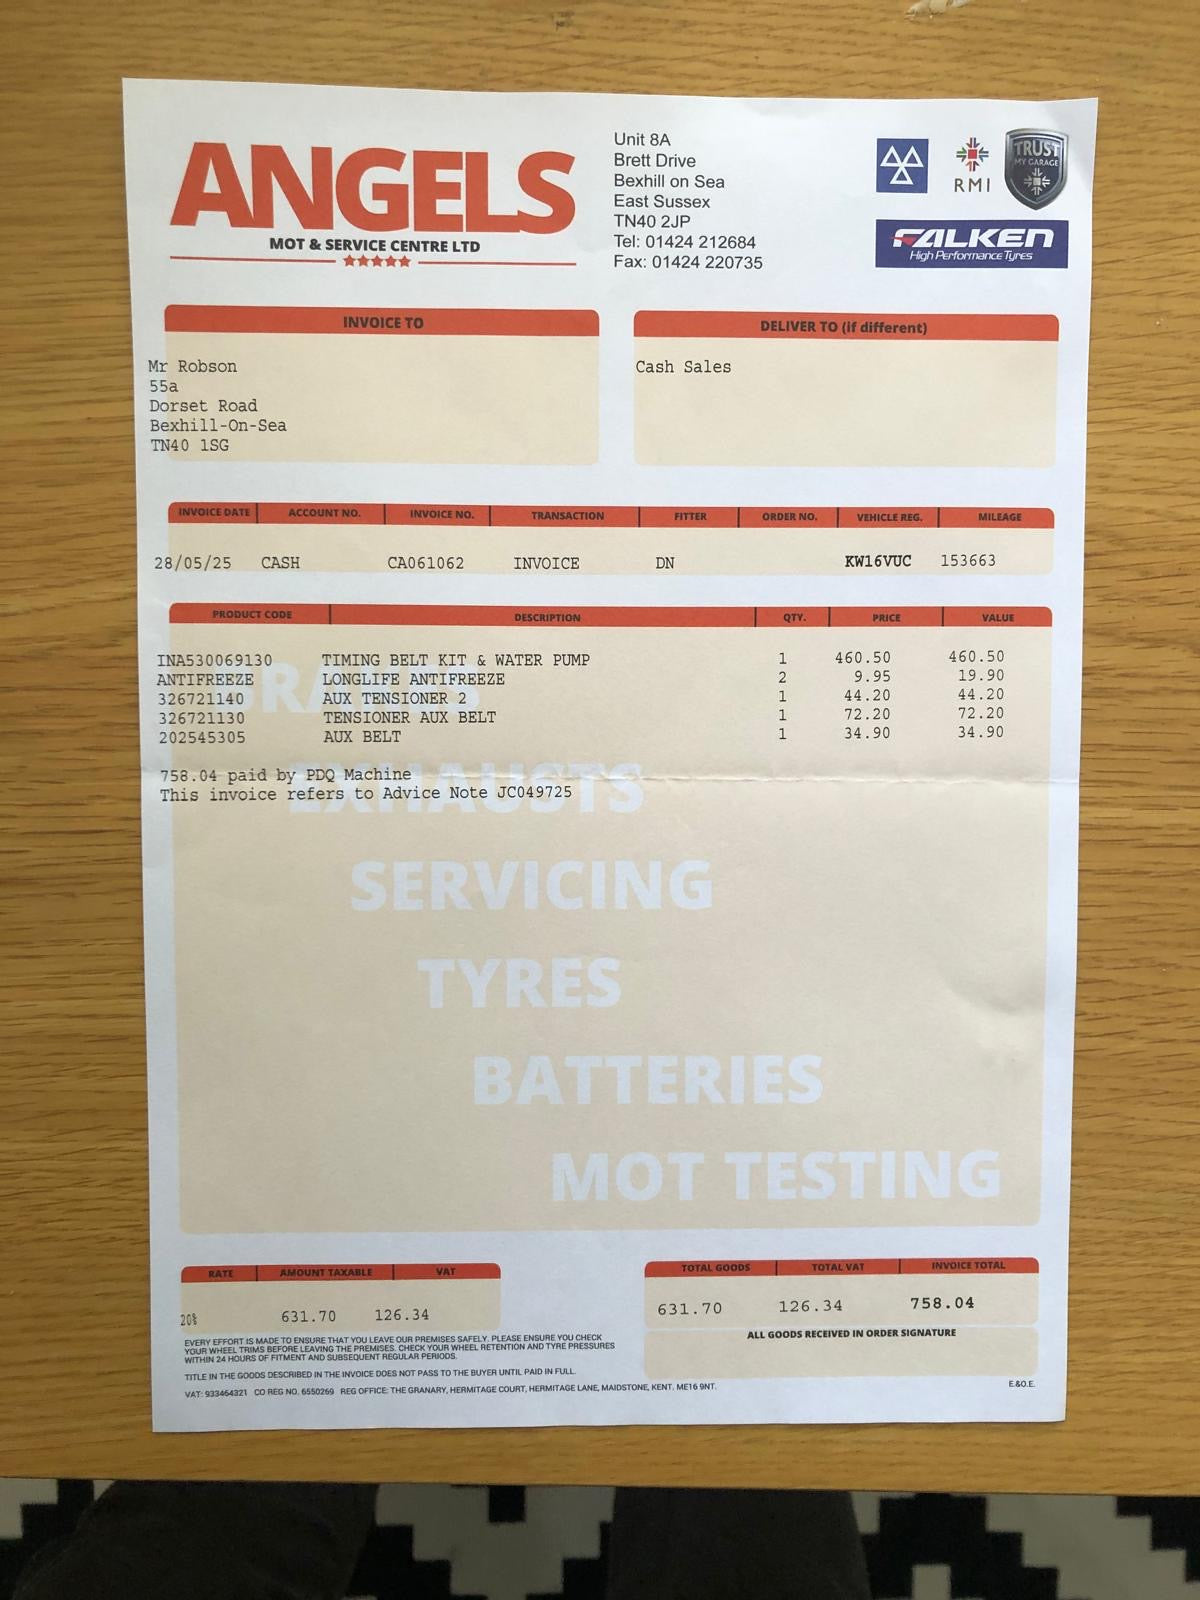 ANGELS
MOT & SERVICE CENTRE LTD
Unit 8A
Brett Drive
Bexhill on Sea
East Sussex
TN40 2JP
Tel: 01424 212684
Fax: 01424 220735
RMI
TRUST
MY GARAGE
FALKEN
High Performance Tyres
INVOICE TO
Mr Robson
55a
Dorset Road
Bexhill-On-Sea
TN40 1SG
DELIVER TO (if different)
Cash Sales
INVOICE DATE ACCOUNT NO. INVOICE NO. TRANSACTION FITTER ORDER NO. VEHICLE REG. MILEAGE
28/05/25 CASH CA061062 INVOICE DN KW16VUC 153663
PRODUCT CODE DESCRIPTION QTY. PRICE VALUE
INA530069130 TIMING BELT KIT & WATER PUMP 1 460.50 460.50
ANTIFREEZE LONGLIFE ANTIFREEZE 2 9.95 19.90
326721140 AUX TENSIONER 2 1 44.20 44.20
326721130 TENSIONER AUX BELT 1 72.20 72.20
202545305 AUX BELT 1 34.90 34.90
758.04 paid by PDQ Machine
This invoice refers to Advice Note JC049725
BRAKES
EXHAUSTS
SERVICING
TYRES
BATTERIES
MOT TESTING
RATE AMOUNT TAXABLE VAT
20% 631.70 126.34
TOTAL GOODS TOTAL VAT INVOICE TOTAL
631.70 126.34 758.04
ALL GOODS RECEIVED IN ORDER SIGNATURE
EVERY EFFORT IS MADE TO ENSURE THAT YOU LEAVE OUR PREMISES SAFELY. PLEASE ENSURE YOU CHECK
YOUR WHEEL TRIMS BEFORE LEAVING THE PREMISES. CHECK YOUR WHEEL RETENTION AND TYRE PRESSURES
WITHIN 24 HOURS OF FITMENT AND SUBSEQUENT REGULAR PERIODS.
TITLE IN THE GOODS DESCRIBED IN THE INVOICE DOES NOT PASS TO THE BUYER UNTIL PAID IN FULL.
VAT: 933464321 CO REG NO. 6550269 REG OFFICE: THE GRANARY, HERMITAGE COURT, HERMITAGE LANE, MAIDSTONE, KENT. ME16 9NT.
E.&O.E.